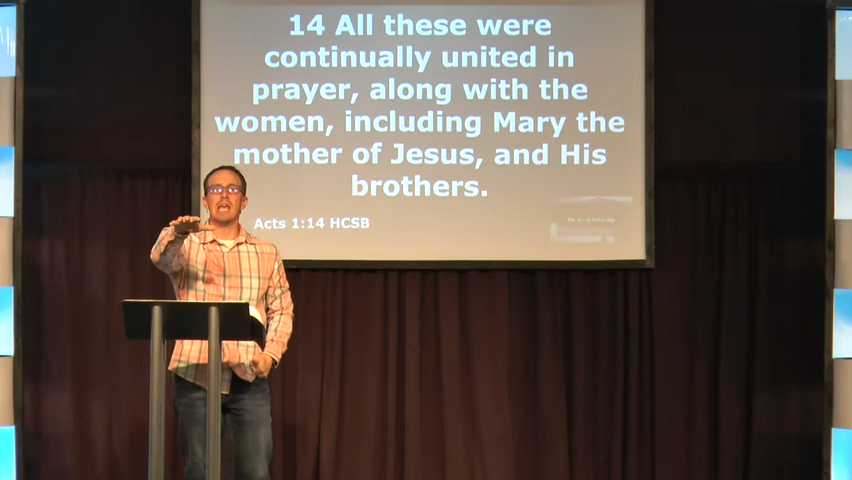 14 All these were
continually united in
prayer, along with the
women, including Mary the
mother of Jesus, and His
brothers.
Acts 1:14 HCSB